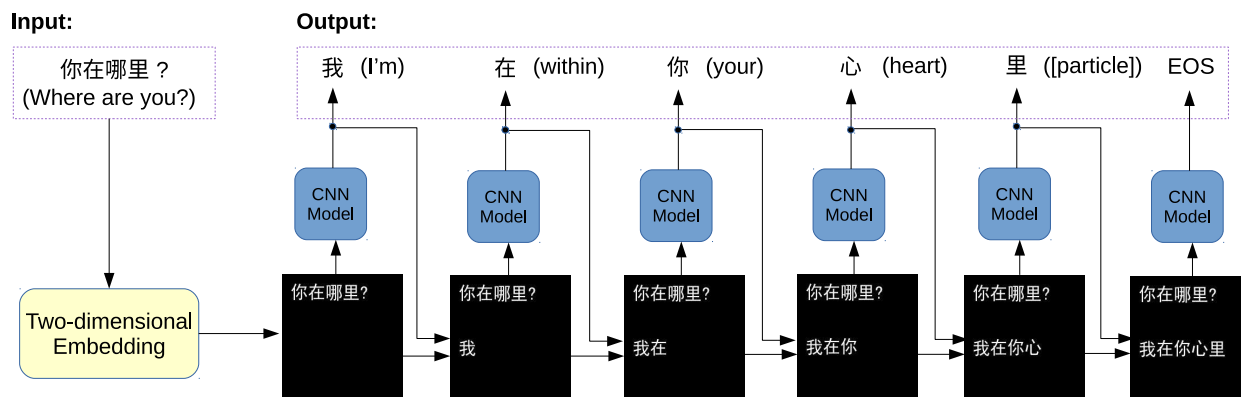 Input:
Output:
你在哪里 ?
(Where are you?)
我 (I'm)
在 (within)
你 (your)
心 (heart)
里 ([particle])
EOS
CNN
Model
CNN
Model
CNN
Model
CNN
Model
CNN
Model
CNN
Model
Two-dimensional
Embedding
你在哪里?
你在哪里?
我
你在哪里?
我在
你在哪里?
我在你
你在哪里?
我在你心
你在哪里?
我在你心里